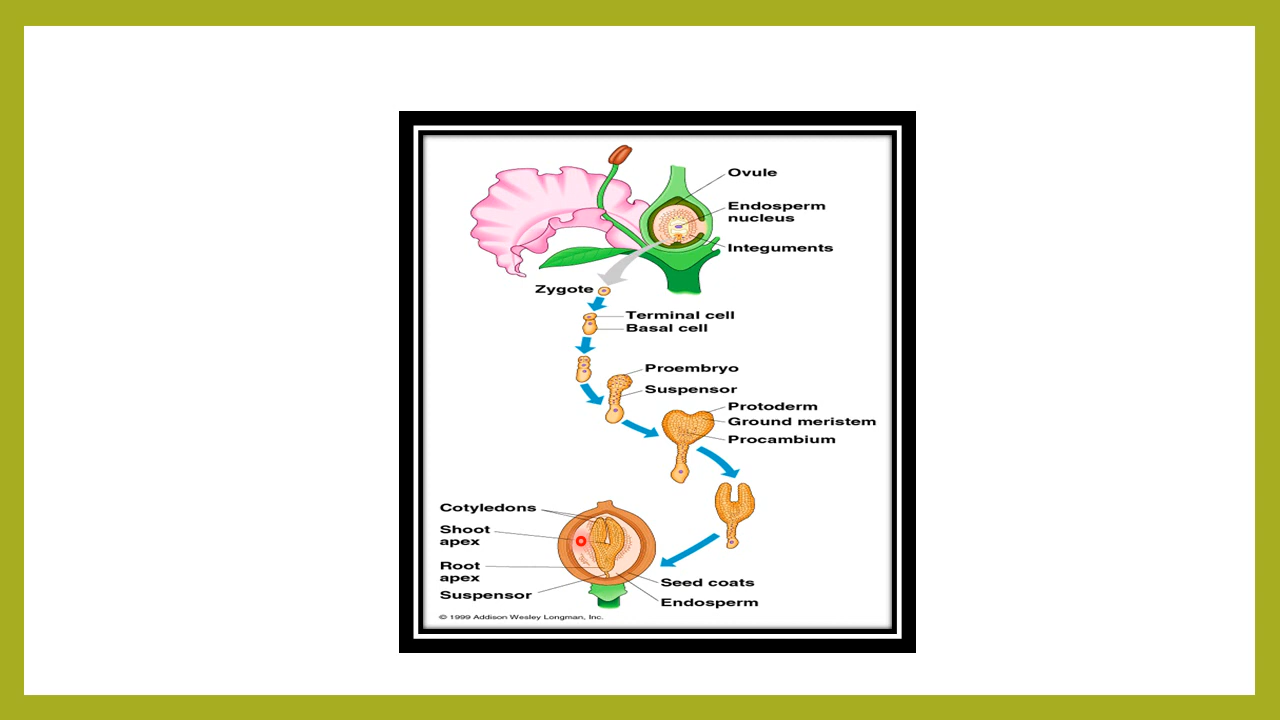 Ovule
Endosperm
nucleus
Integuments
Zygote
Terminal cell
Basal cell
Proembryo
Suspensor
Protoderm
Ground meristem
Procambium
Cotyledons
Shoot
apex
Root
apex
Suspensor
Seed coats
Endosperm
© 1999 Addison Wesley Longman, Inc.